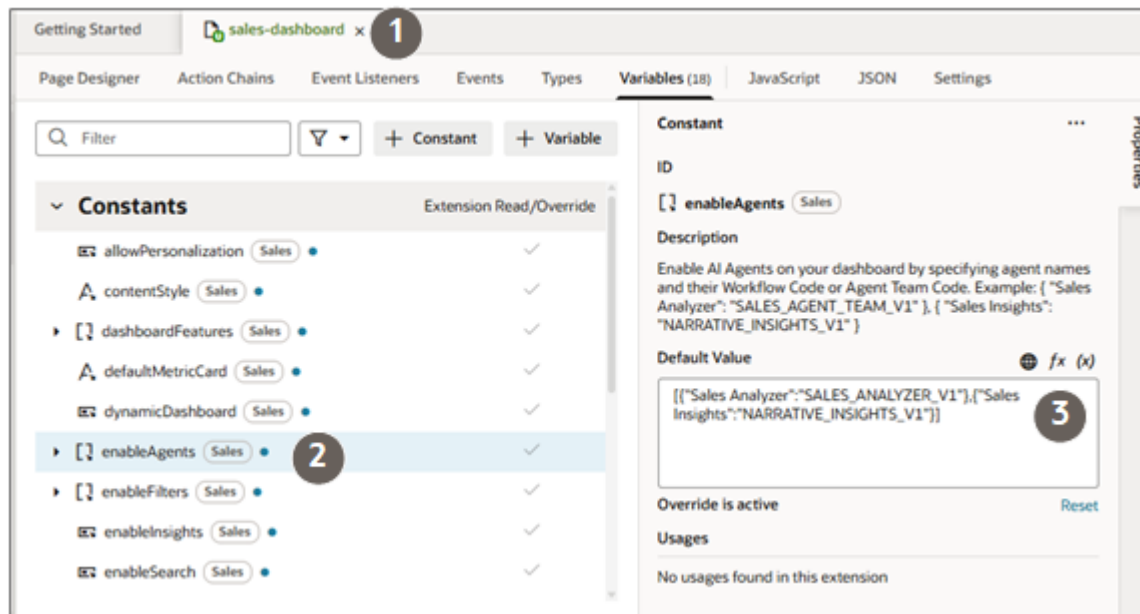 Getting Started
sales-dashboard ×
1
Page Designer
Action Chains
Event Listeners
Events
Types
Variables (18)
JavaScript
JSON
Settings
Filter
+ Constant
+ Variable
Constants
Extension Read/Override
allowPersonalization Sales
contentStyle Sales
dashboardFeatures Sales
defaultMetricCard Sales
dynamicDashboard Sales
enableAgents Sales
2
enableFilters Sales
enableInsights Sales
enableSearch Sales
Constant
...
Properties
ID
enableAgents Sales
Description
Enable AI Agents on your dashboard by specifying agent names
and their Workflow Code or Agent Team Code. Example: { "Sales
Analyzer": "SALES_AGENT_TEAM_V1" }, { "Sales Insights":
"NARRATIVE_INSIGHTS_V1" }
Default Value
fx (x)
[{"Sales Analyzer":"SALES_ANALYZER_V1"},{"Sales
Insights":"NARRATIVE_INSIGHTS_V1"}]
3
Override is active
Reset
Usages
No usages found in this extension